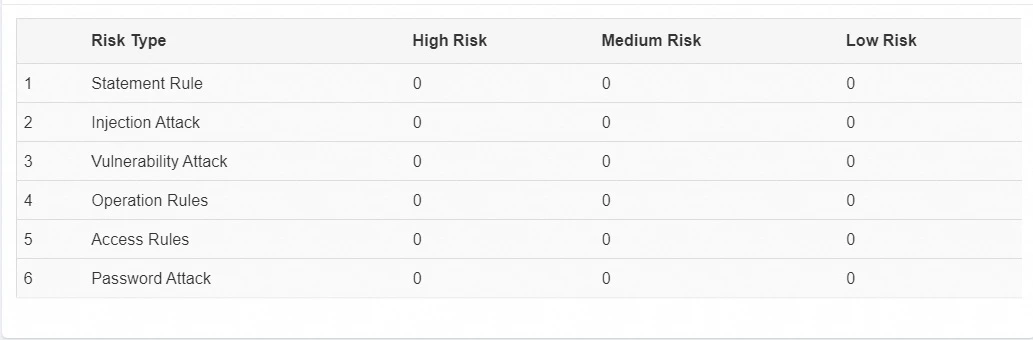 Risk Type High Risk Medium Risk Low Risk
1 Statement Rule 0 0 0
2 Injection Attack 0 0 0
3 Vulnerability Attack 0 0 0
4 Operation Rules 0 0 0
5 Access Rules 0 0 0
6 Password Attack 0 0 0